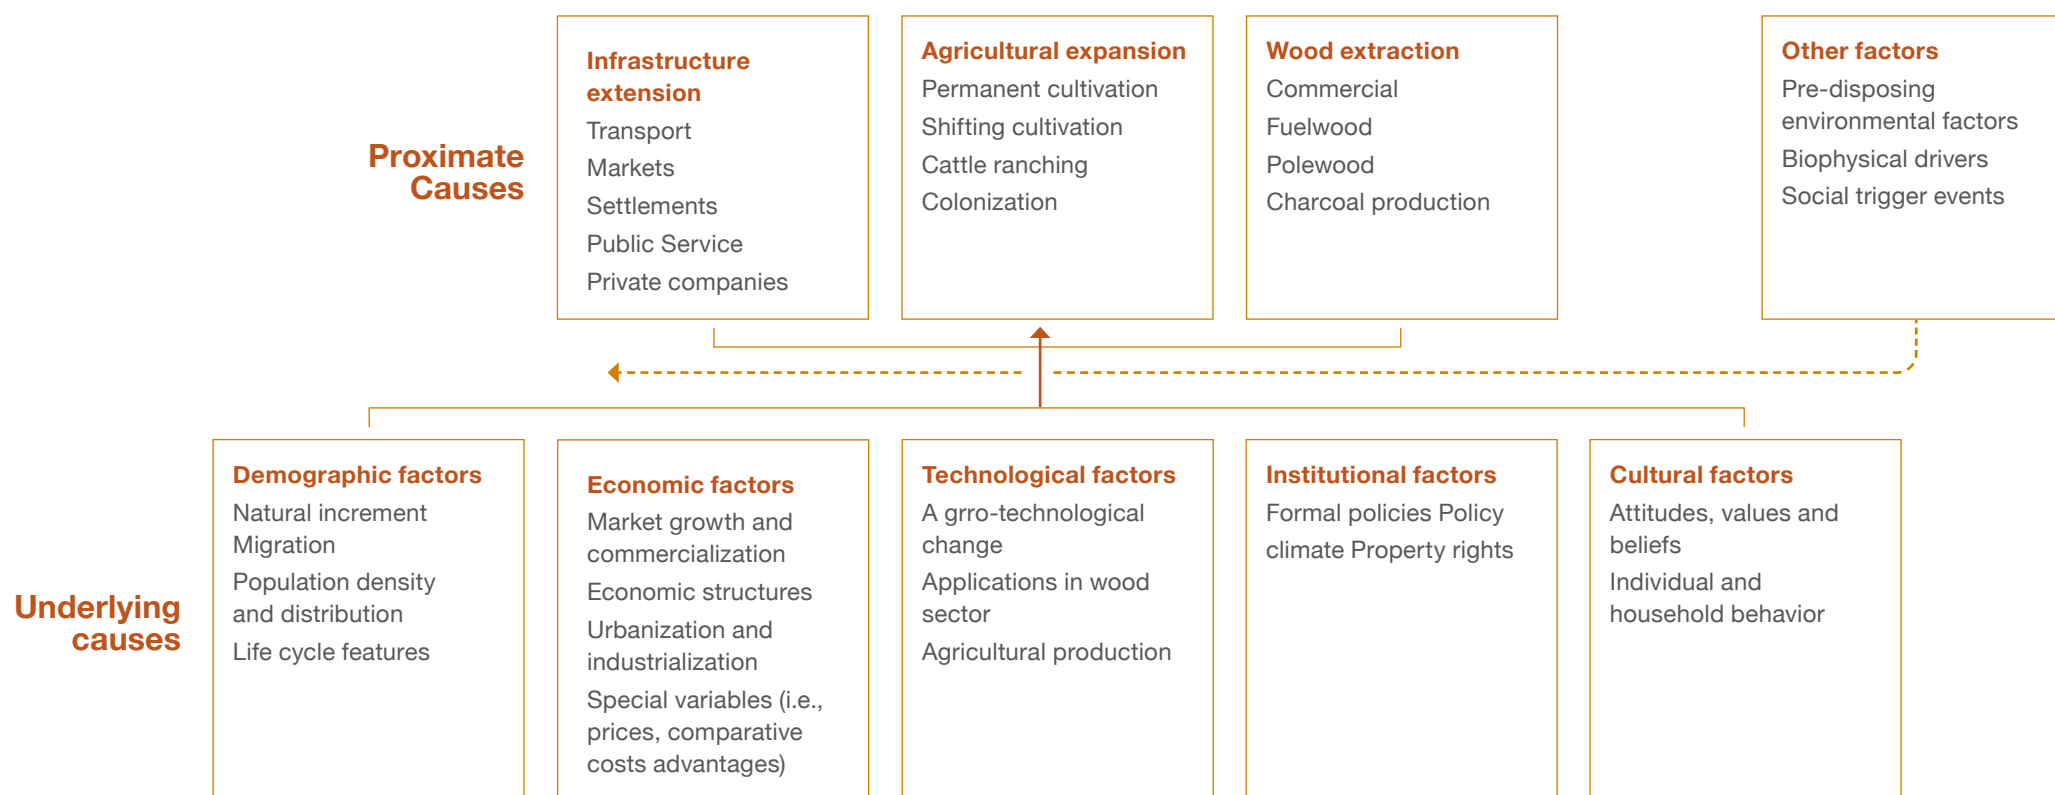 Proximate
Causes
Infrastructure
extension
Transport
Markets
Settlements
Public Service
Private companies
Agricultural expansion
Permanent cultivation
Shifting cultivation
Cattle ranching
Colonization
Wood extraction
Commercial
Fuelwood
Polewood
Charcoal production
Other factors
Pre-disposing
environmental factors
Biophysical drivers
Social trigger events
Underlying
causes
Demographic factors
Natural increment
Migration
Population density
and distribution
Life cycle features
Economic factors
Market growth and
commercialization
Economic structures
Urbanization and
industrialization
Special variables (i.e.,
prices, comparative
costs advantages)
Technological factors
A grro-technological
change
Applications in wood
sector
Agricultural production
Institutional factors
Formal policies Policy
climate Property rights
Cultural factors
Attitudes, values and
beliefs
Individual and
household behavior